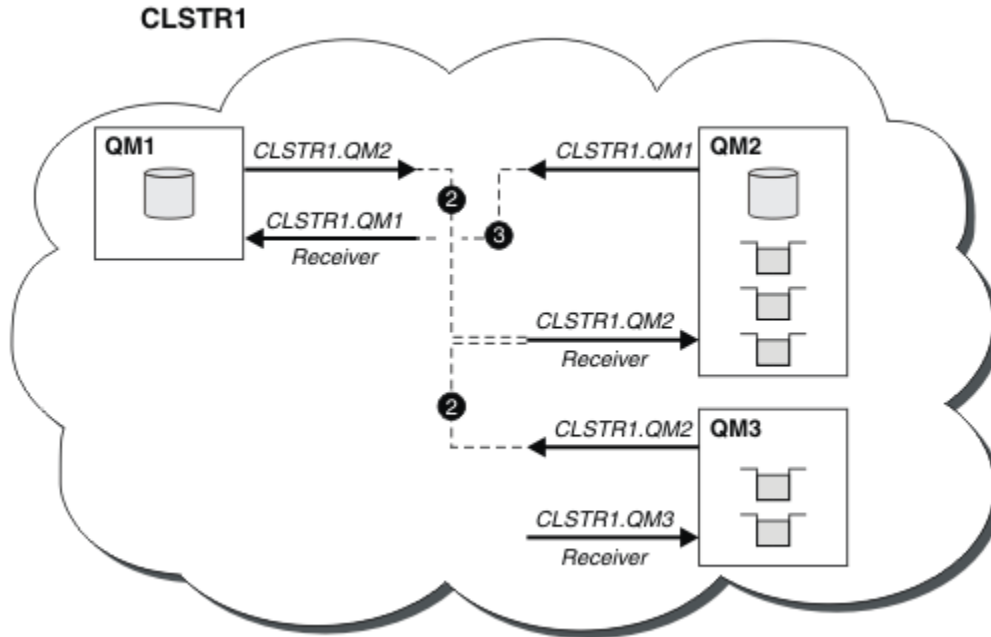 CLSTR1
QM1
CLSTR1.QM2
CLSTR1.QM1
QM2
2
CLSTR1.QM1
3
Receiver
CLSTR1.QM2
Receiver
2
CLSTR1.QM2
QM3
CLSTR1.QM3
Receiver